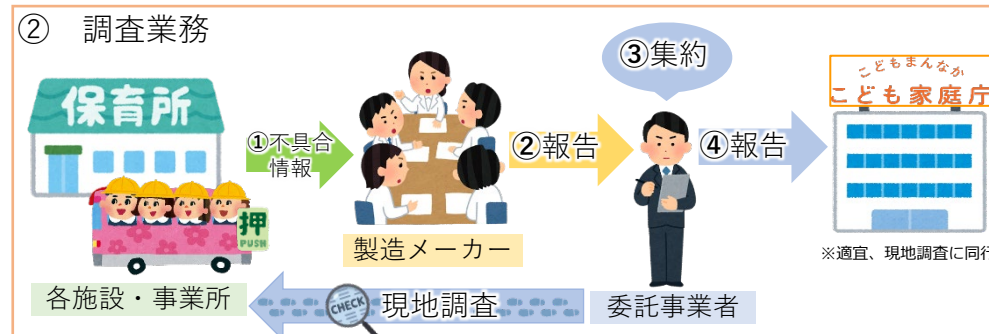 ② 調査業務
保育所
押
PUSH
①不具合
情報
②報告
③集約
④報告
こどもまんなか
こども家庭庁
※適宜、現地調査に同行
製造メーカー
各施設・事業所
CHECK
現地調査
委託事業者